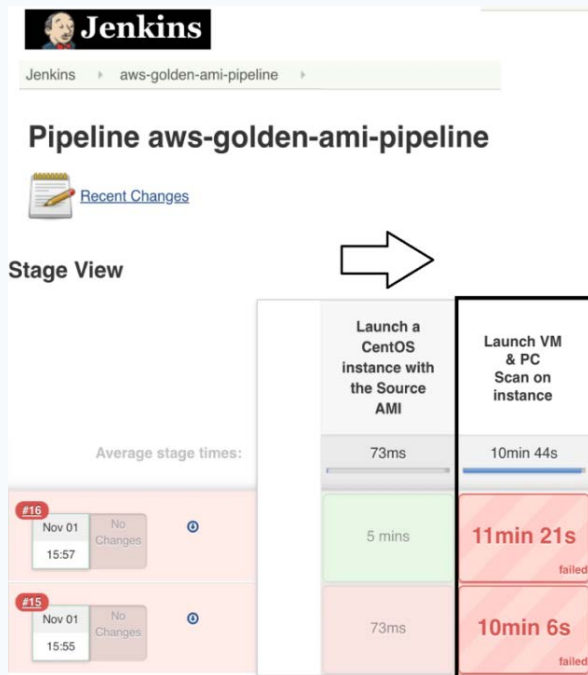 Jenkins
Jenkins aws-golden-ami-pipeline
Pipeline aws-golden-ami-pipeline
Recent Changes
Stage View
Launch a
CentOS
instance with
the Source
AMI
Launch VM
& PC
Scan on
instance
Average stage times:
73ms
10min 44s
#16
Nov 01
15:57
No
Changes
5 mins
11min 21s
failed
#15
Nov 01
15:55
No
Changes
73ms
10min 6s
failed